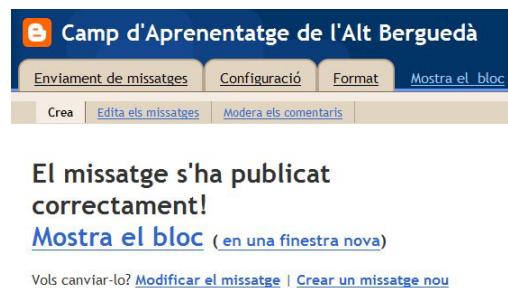 Camp d'Aprenentatge de l'Alt Berguedà
Enviament de missatges Configuració Format Mostra el bloc
Crea Edita els missatges Modera els comentaris
El missatge s'ha publicat
correctament!
Mostra el bloc ( en una finestra nova)
Vols canviar-lo? Modificar el missatge | Crear un missatge nou